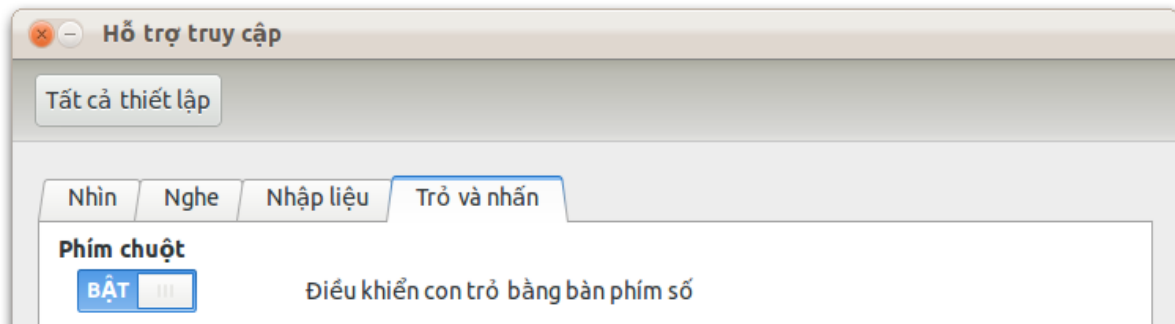 Hỗ trợ truy cập
Tất cả thiết lập
Nhìn Nghe Nhập liệu Trỏ và nhấn
Phím chuột
BẬT Điều khiển con trỏ bằng bàn phím số